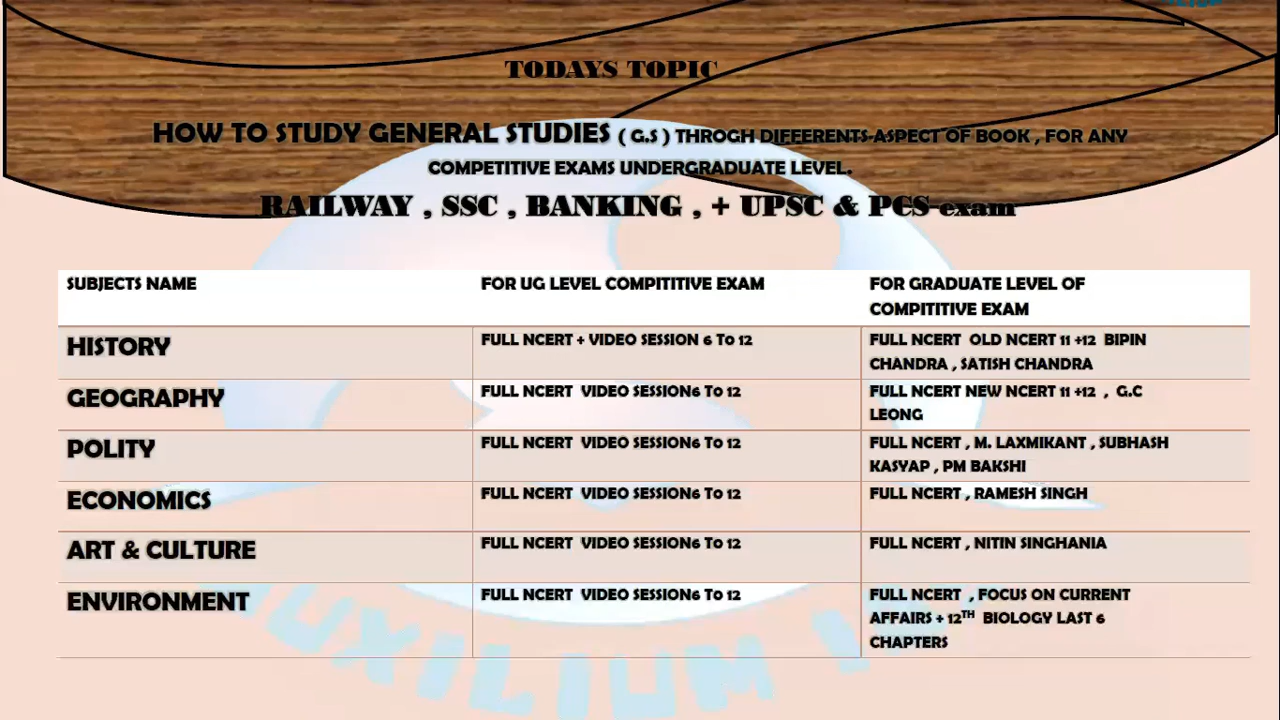 TODAYS TOPIC
HOW TO STUDY GENERAL STUDIES ( G.S ) THROGH DIFEERENTS ASPECT OF BOOK , FOR ANY
COMPETITIVE EXAMS UNDERGRADUATE LEVEL.
RAILWAY , SSC , BANKING , + UPSC & PCS exam
SUBJECTS NAME
FOR UG LEVEL COMPITITIVE EXAM
FOR GRADUATE LEVEL OF
COMPITITIVE EXAM
HISTORY
FULL NCERT + VIDEO SESSION 6 To 12
FULL NCERT OLD NCERT 11 +12 BIPIN
CHANDRA , SATISH CHANDRA
GEOGRAPHY
FULL NCERT VIDEO SESSION6 To 12
FULL NCERT NEW NCERT 11 +12 , G.C
LEONG
POLITY
FULL NCERT VIDEO SESSION6 To 12
FULL NCERT , M. LAXMIKANT , SUBHASH
KASYAP , PM BAKSHI
ECONOMICS
FULL NCERT VIDEO SESSION6 To 12
FULL NCERT , RAMESH SINGH
ART & CULTURE
FULL NCERT VIDEO SESSION6 To 12
FULL NCERT , NITIN SINGHANIA
ENVIRONMENT
FULL NCERT VIDEO SESSION6 To 12
FULL NCERT , FOCUS ON CURRENT
AFFAIRS + 12TH BIOLOGY LAST 6
CHAPTERS